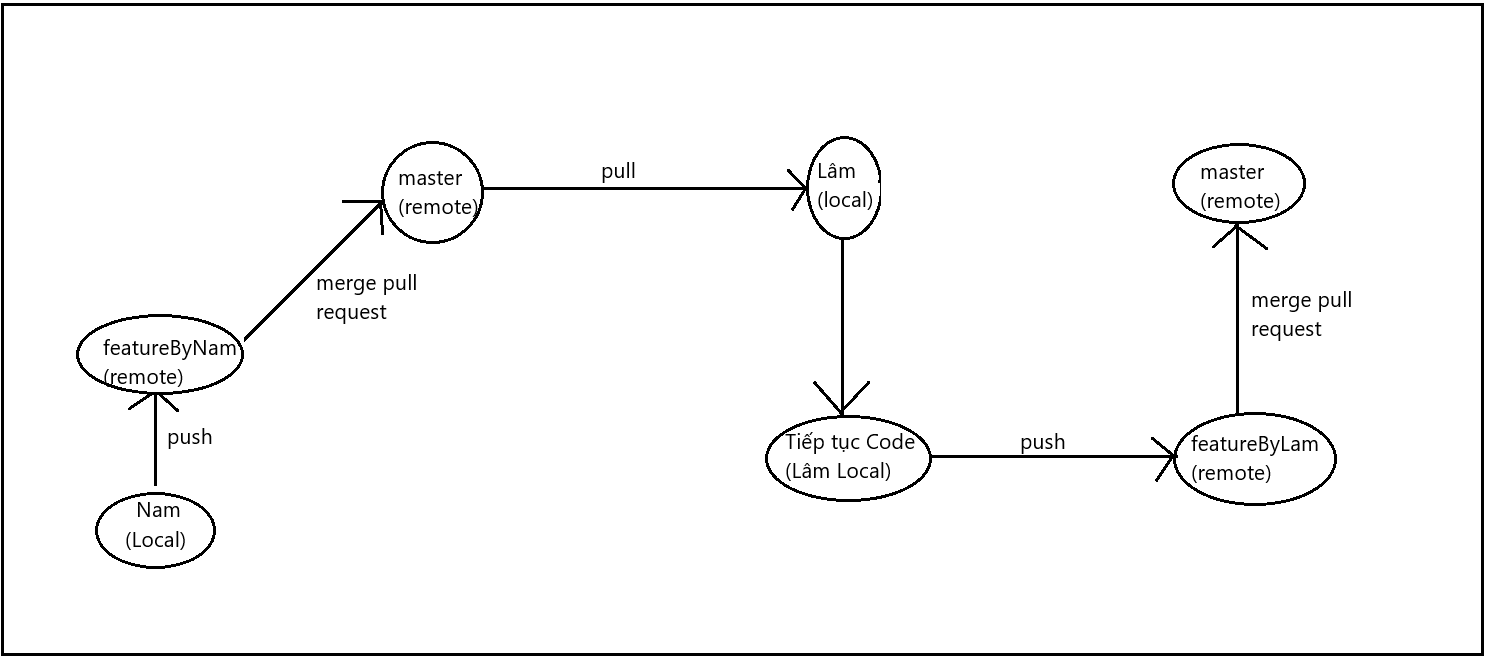 Nam
(Local)
push
featureByNam
(remote)
merge pull
request
master
(remote)
pull
Lâm
(local)
Tiếp tục Code
(Lâm Local)
push
featureByLam
(remote)
merge pull
request
master
(remote)